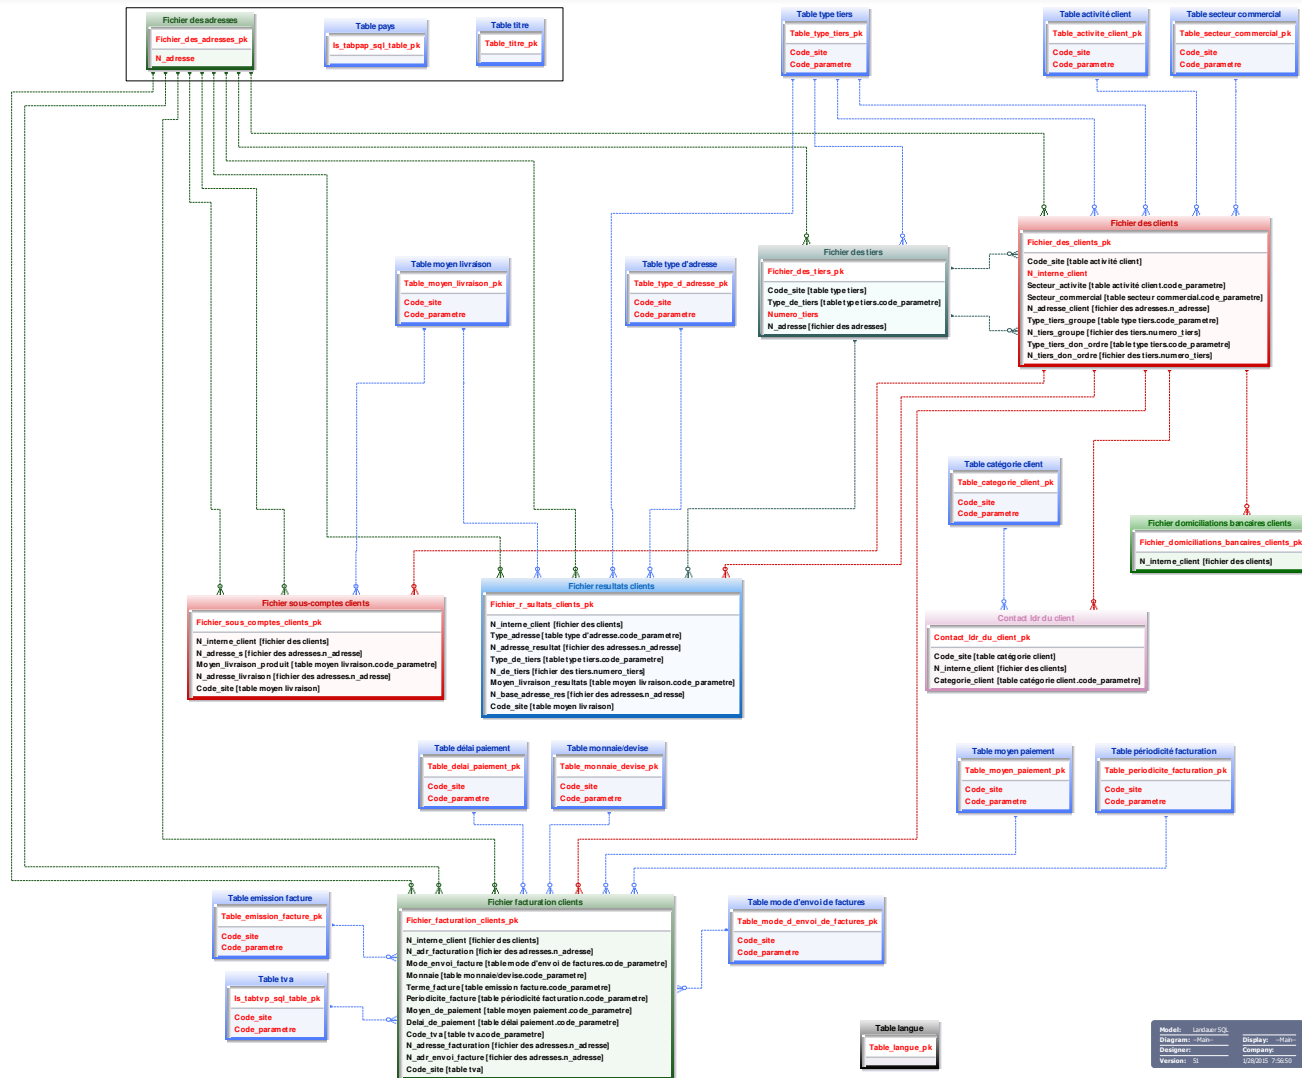 Fichier des adresses
Fichier_des_adresses_pk
N_adresse
Table pays
ls_tabpap_sql_table_pk
Table titre
Table_titre_pk
Table type tiers
Table_type_tiers_pk
Code_site
Code_parametre
Table activité client
Table_activite_client_pk
Code_site
Code_parametre
Table secteur commercial
Table_secteur_commercial_pk
Code_site
Code_parametre
Fichier des clients
Fichier_des_clients_pk
Code_site [table activité client]
N_interne_client
Secteur_activite [table activité client.code_parametre]
Secteur_commercial [table secteur commercial.code_parametre]
N_adresse_client [fichier des adresses.n_adresse]
Type_tiers_groupe [table type tiers.code_parametre]
N_tiers_groupe [fichier des tiers.numero_tiers]
Type_tiers_don_ordre [table type tiers.code_parametre]
N_tiers_don_ordre [fichier des tiers.numero_tiers]
Fichier des tiers
Fichier_des_tiers_pk
Code_site [table type tiers]
Type_de_tiers [table type tiers.code_parametre]
Numero_tiers
N_adresse [fichier des adresses]
Table moyen livraison
Table_moyen_livraison_pk
Code_site
Code_parametre
Table type d'adresse
Table_type_d_adresse_pk
Code_site
Code_parametre
Table catégorie client
Table_categorie_client_pk
Code_site
Code_parametre
Fichier domiciliations bancaires clients
Fichier_domiciliations_bancaires_clients_pk
N_interne_client [fichier des clients]
Fichier sous-comptes clients
Fichier_sous_comptes_clients_pk
N_interne_client [fichier des clients]
N_adresse_s [fichier des adresses.n_adresse]
Moyen_livraison_produit [table moyen livraison.code_parametre]
N_adresse_livraison [fichier des adresses.n_adresse]
Code_site [table moyen livraison]
Fichier resultats clients
Fichier_r_sultats_clients_pk
N_interne_client [fichier des clients]
Type_adresse [table type d'adresse.code_parametre]
N_adresse_resultat [fichier des adresses.n_adresse]
Type_de_tiers [table type tiers.code_parametre]
N_de_tiers [fichier des tiers.numero_tiers]
Moyen_livraison_resultats [table moyen livraison.code_parametre]
N_base_adresse_res [fichier des adresses.n_adresse]
Code_site [table moyen livraison]
Contact ldr du client
Contact_ldr_du_client_pk
Code_site [table catégorie client]
N_interne_client [fichier des clients]
Categorie_client [table catégorie client.code_parametre]
Table délai paiement
Table_delai_paiement_pk
Code_site
Code_parametre
Table monnaie/devise
Table_monnaie_devise_pk
Code_site
Code_parametre
Table moyen paiement
Table_moyen_paiement_pk
Code_site
Code_parametre
Table périodicité facturation
Table_periodicite_facturation_pk
Code_site
Code_parametre
Table emission facture
Table_emission_facture_pk
Code_site
Code_parametre
Table tva
ls_tabtvp_sql_table_pk
Code_site
Code_parametre
Fichier facturation clients
Fichier_facturation_clients_pk
N_interne_client [fichier des clients]
N_adr_facturation [fichier des adresses.n_adresse]
Mode_envoi_facture [table mode d'envoi de factures.code_parametre]
Monnaie [table monnaie/devise.code_parametre]
Terme_facture [table emission facture.code_parametre]
Periodicite_facture [table périodicité facturation.code_parametre]
Moyen_de_paiement [table moyen paiement.code_parametre]
Delai_de_paiement [table délai paiement.code_parametre]
Code_tva [table tva.code_parametre]
N_adresse_facturation [fichier des adresses.n_adresse]
N_adr_envoi_facture [fichier des adresses.n_adresse]
Code_site [table tva]
Table mode d'envoi de factures
Table_mode_d_envoi_de_factures_pk
Code_site
Code_parametre
Table langue
Table_langue_pk
Model: Landauer SQL
Diagram: --Main-- Display: --Main--
Designer: Company:
Version: 51 1/28/2015 7:56:50